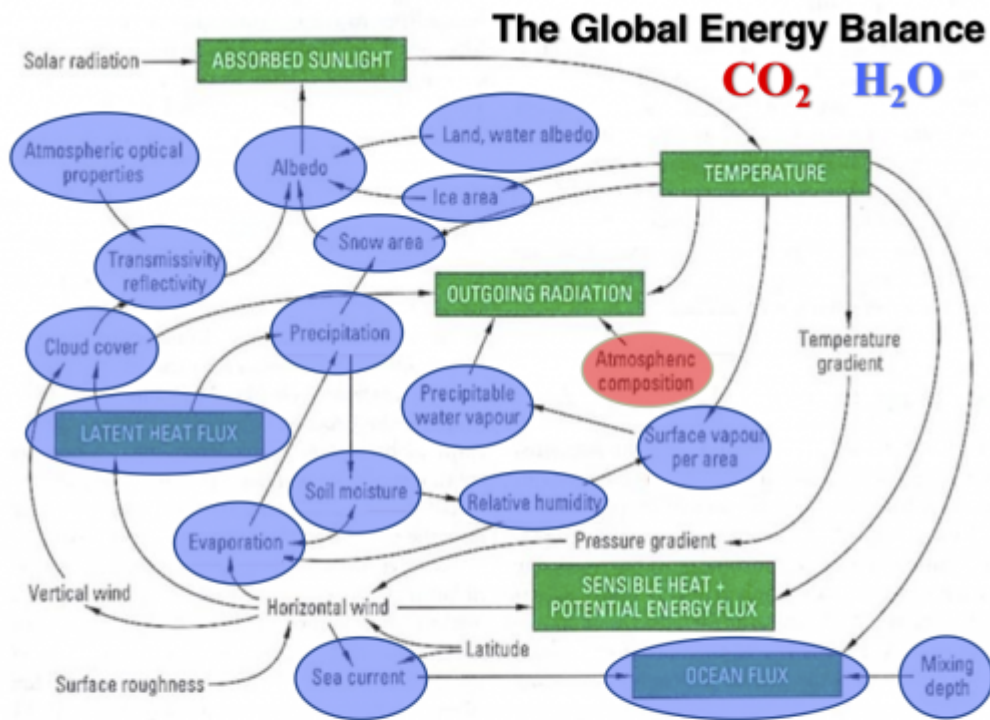 The Global Energy Balance
CO₂ H₂O
Solar radiation
ABSORBED SUNLIGHT
Atmospheric optical
properties
Albedo
Land, water albedo
Ice area
TEMPERATURE
Snow area
Transmissivity
reflectivity
OUTGOING RADIATION
Cloud cover
Precipitation
Temperature
gradient
Atmospheric
composition
Precipitable
water vapour
LATENT HEAT FLUX
Surface vapour
per area
Soil moisture
Relative humidity
Evaporation
Pressure gradient
SENSIBLE HEAT +
POTENTIAL ENERGY FLUX
Vertical wind
Horizontal wind
Latitude
Surface roughness
Sea current
OCEAN FLUX
Mixing
depth